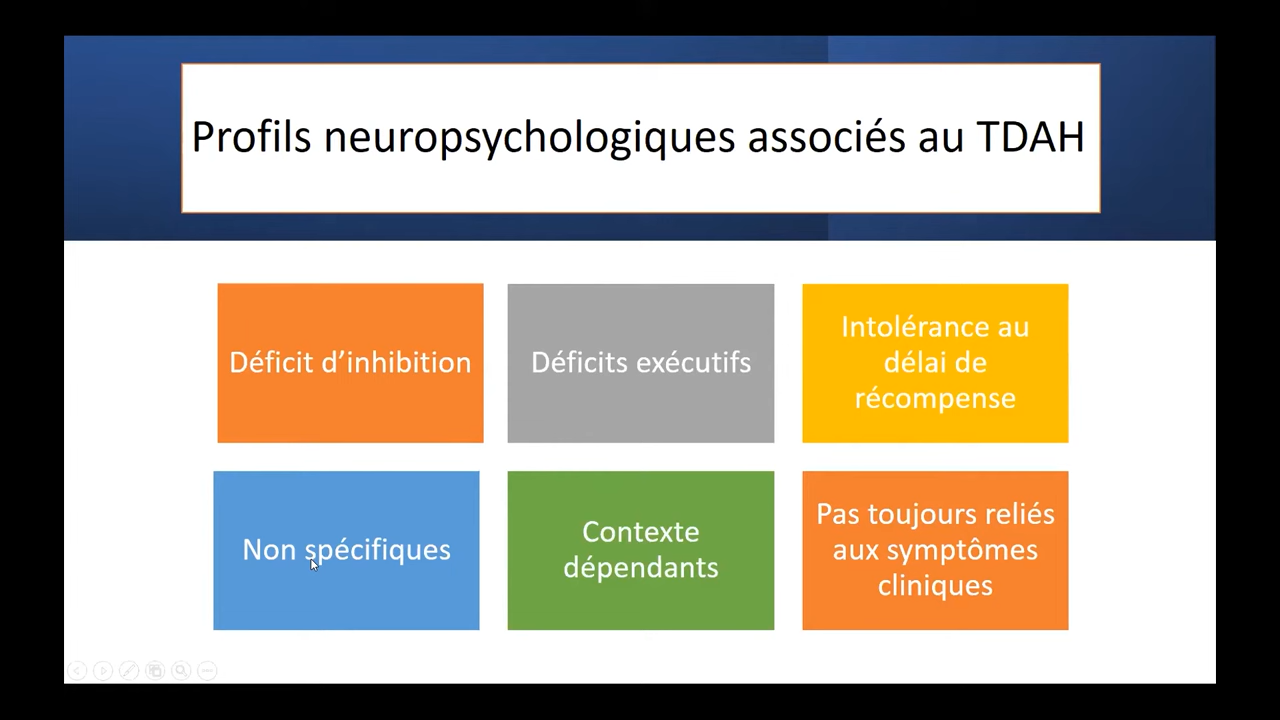 Profils neuropsychologiques associés au TDAH
Déficit d’inhibition
Déficits exécutifs
Intolérance au
délai de
récompense
Non spécifiques
Contexte
dépendants
Pas toujours reliés
aux symptômes
cliniques